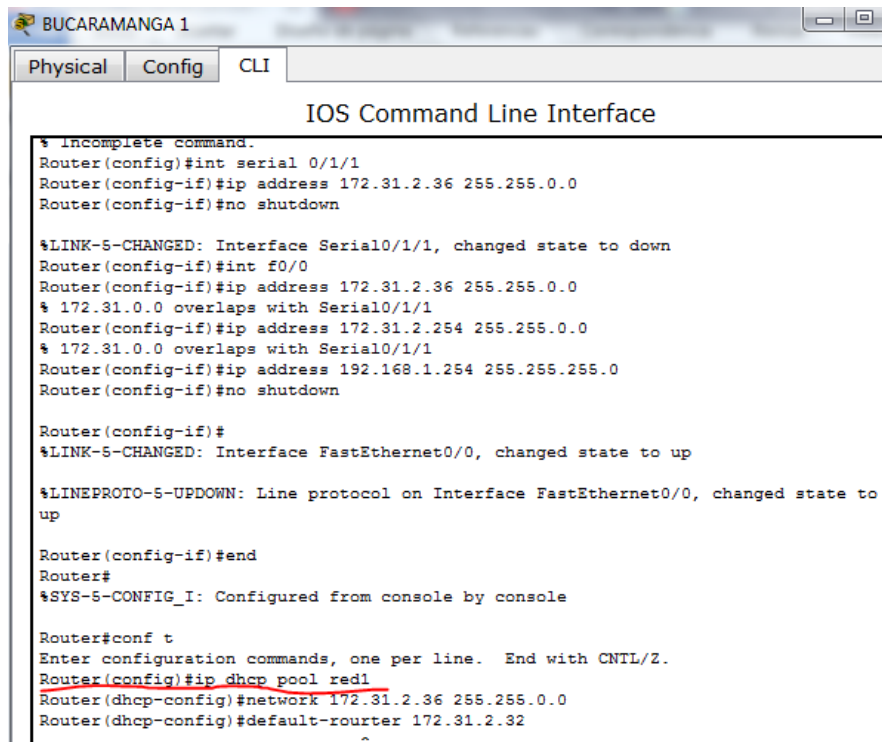 BUCARAMANGA 1
Physical Config CLI
IOS Command Line Interface
% Incomplete command.
Router(config)#int serial 0/1/1
Router(config-if)#ip address 172.31.2.36 255.255.0.0
Router(config-if)#no shutdown
%LINK-5-CHANGED: Interface Serial0/1/1, changed state to down
Router(config-if)#int f0/0
Router(config-if)#ip address 172.31.2.36 255.255.0.0
% 172.31.0.0 overlaps with Serial0/1/1
Router(config-if)#ip address 172.31.2.254 255.255.0.0
% 172.31.0.0 overlaps with Serial0/1/1
Router(config-if)#ip address 192.168.1.254 255.255.255.0
Router(config-if)#no shutdown
Router(config-if)#
%LINK-5-CHANGED: Interface FastEthernet0/0, changed state to up
%LINEPROTO-5-UPDOWN: Line protocol on Interface FastEthernet0/0, changed state to
up
Router(config-if)#end
Router#
%SYS-5-CONFIG_I: Configured from console by console
Router#conf t
Enter configuration commands, one per line. End with CNTL/Z.
Router(config)#ip dhcp pool red1
Router(dhcp-config)#network 172.31.2.36 255.255.0.0
Router(dhcp-config)#default-rourter 172.31.2.32